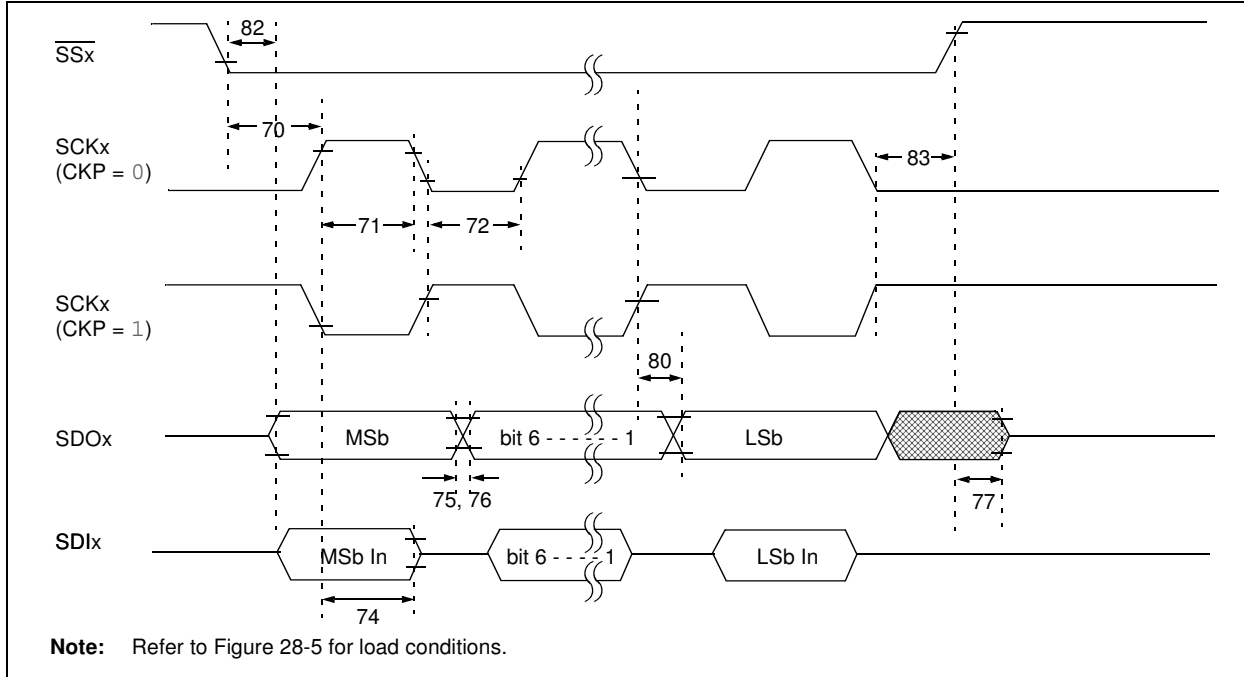 82
SSx
70
SCKx
(CKP = 0)
83
71
72
SCKx
(CKP = 1)
80
SDOx
MSb
bit 6 - - - - - - 1
LSb
75, 76
77
SDIx
MSb In
bit 6 - - - - 1
LSb In
74
Note: Refer to Figure 28-5 for load conditions.